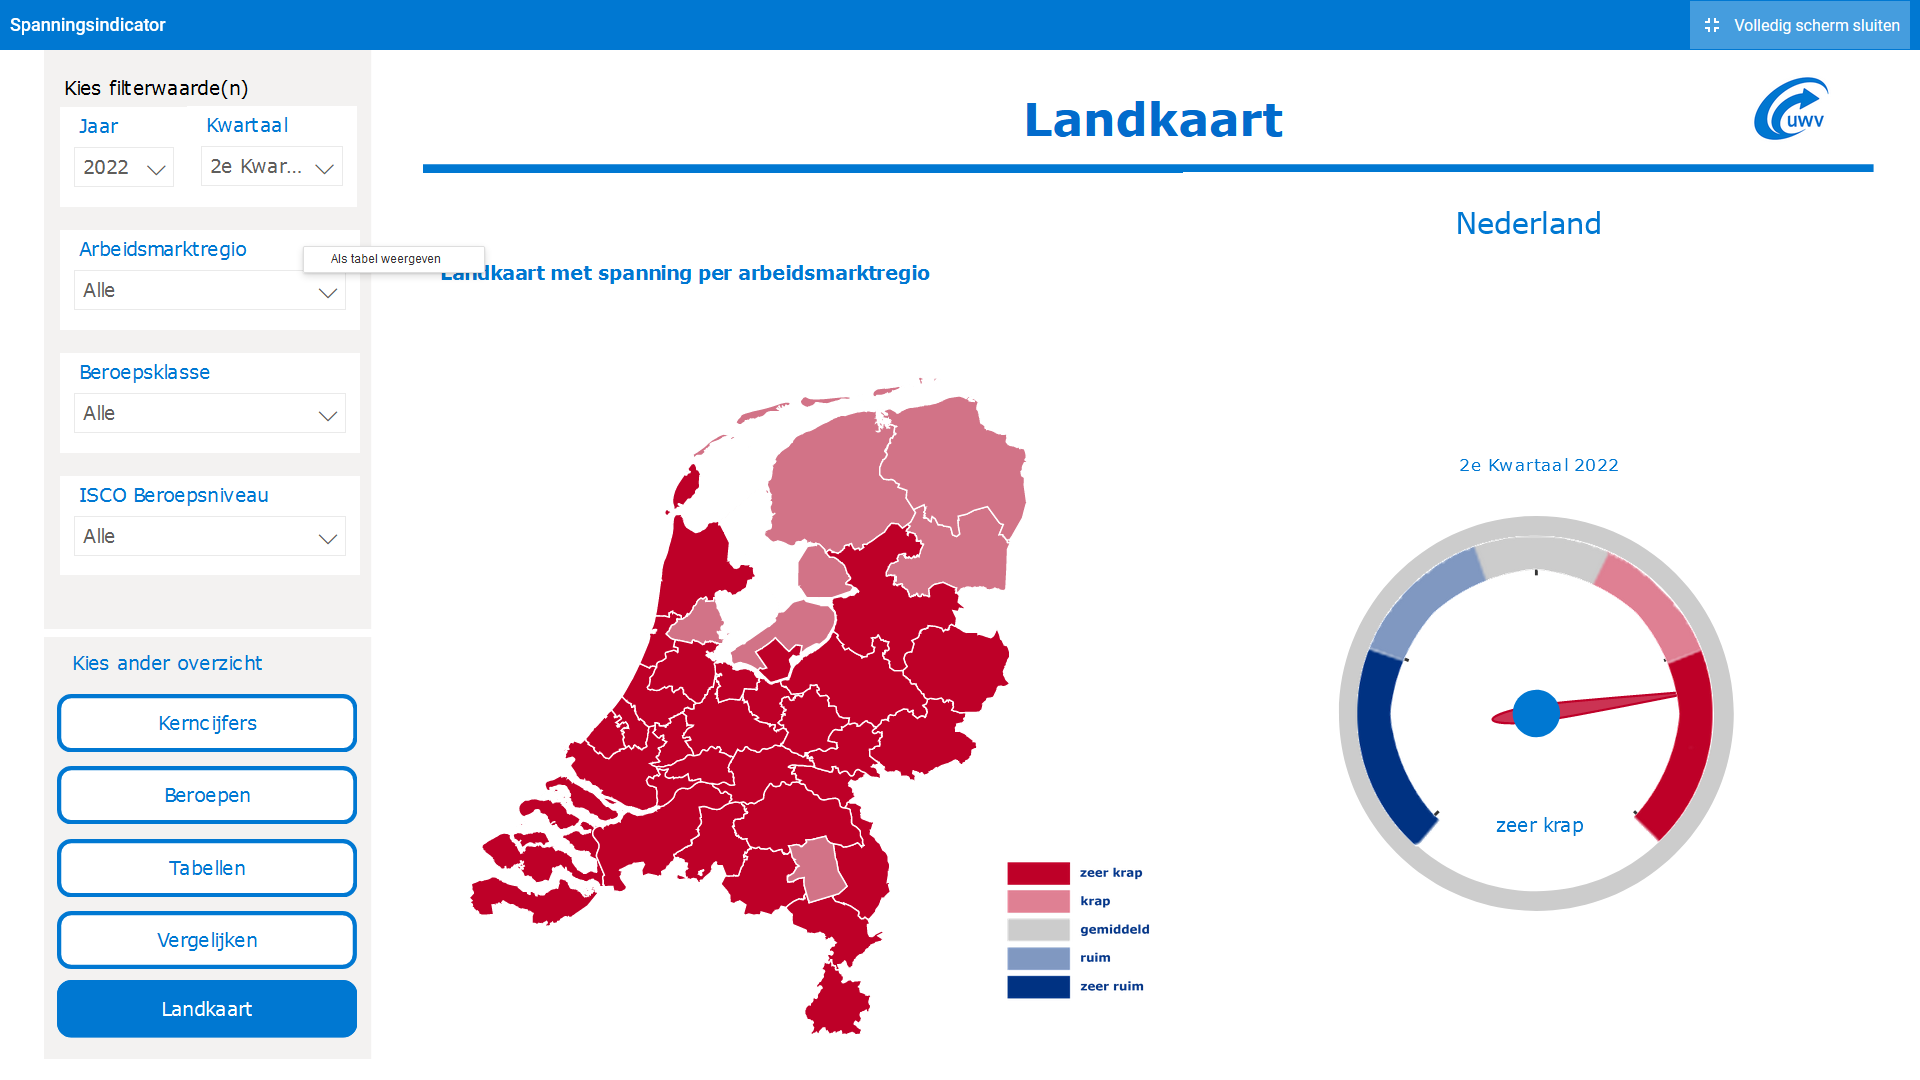 Spanningsindicator
Volledig scherm sluiten
Kies filterwaarde(n)
Jaar
Kwartaal
2022
2e Kwar...
Arbeidsmarktregio
Als tabel weergeven
Alle
Beroepsklasse
Alle
ISCO Beroepsniveau
Alle
Kies ander overzicht
Kerncijfers
Beroepen
Tabellen
Vergelijken
Landkaart
Landkaart
uwv
Landkaart met spanning per arbeidsmarktregio
zeer krap
krap
gemiddeld
ruim
zeer ruim
Nederland
2e Kwartaal 2022
zeer krap